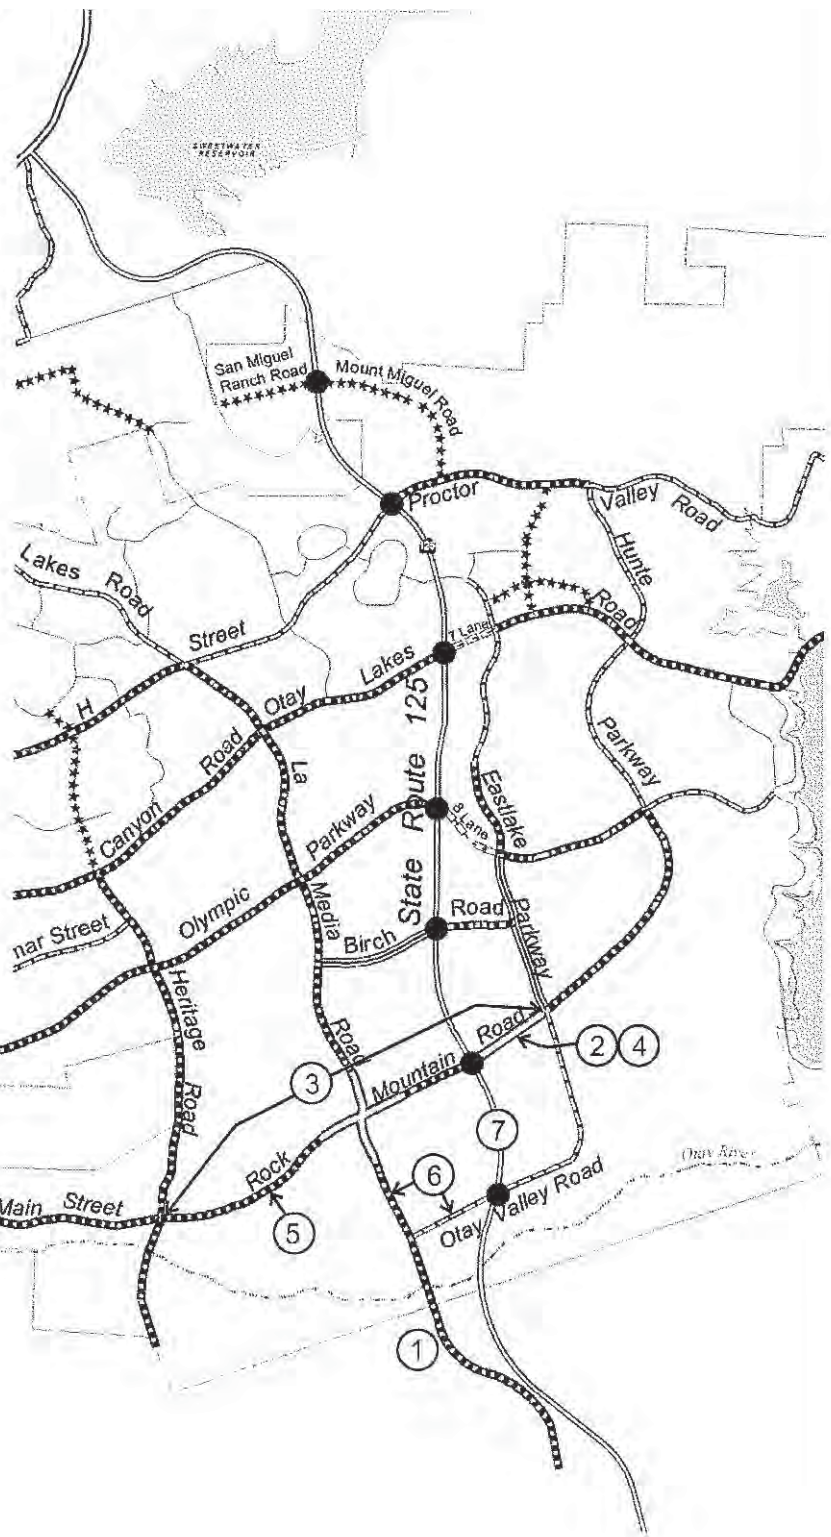 SWEETWATER
RESERVOIR
San Miguel
Ranch Road
Mount Miguel Road
Proctor
Valley
Road
Hunte
Lakes
Road
Street
H
7 Lane
Road
Otay
Lakes
125
Canyon
Road
La
Route
Parkway
8 Lane
Eastlake
Olympic
Parkway
Media
State
nar Street
Birch
Road
Parkway
Heritage
Road
Road
Mountain
Road
2
4
3
7
Rock
Otay River
Main
Street
6
5
Otay Valley Road
1